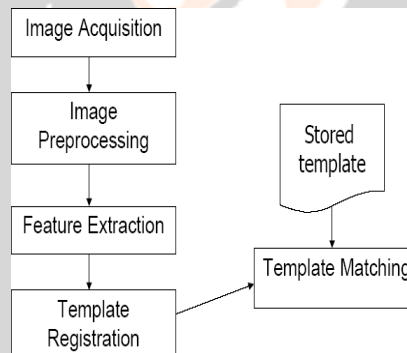 Image Acquisition
Image
Preprocessing
Feature Extraction
Template
Registration
Stored
template
Template Matching